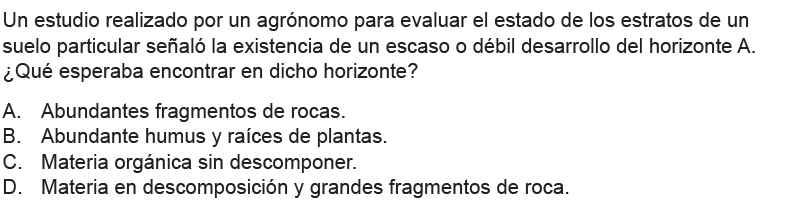 Un estudio realizado por un agrónomo para evaluar el estado de los estratos de un
suelo particular señaló la existencia de un escaso o débil desarrollo del horizonte A.
¿Qué esperaba encontrar en dicho horizonte?
A. Abundantes fragmentos de rocas.
B. Abundante humus y raíces de plantas.
C. Materia orgánica sin descomponer.
D. Materia en descomposición y grandes fragmentos de roca.